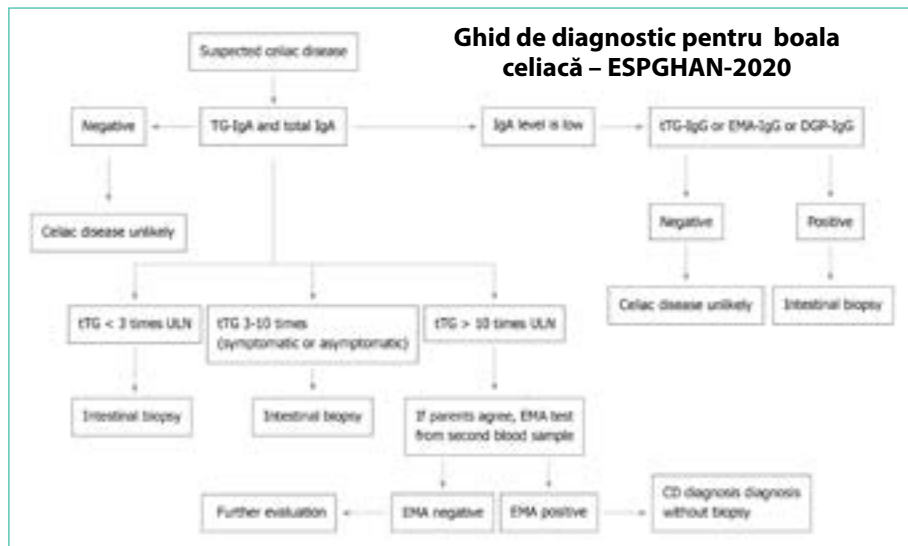 Ghid de diagnostic pentru boala
celiacă – ESPGHAN-2020
Suspected celiac disease
Negative
TG-IgA and total IgA
IgA level is low
tTG-IgG or EMA-IgG or DGP-IgG
Celiac disease unlikely
Negative
Positive
Celiac disease unlikely
Intestinal biopsy
tTG < 3 times ULN
tTG 3-10 times
(symptomatic or asymptomatic)
tTG > 10 times ULN
Intestinal biopsy
Intestinal biopsy
If parents agree, EMA test
from second blood sample
Further evaluation
EMA negative
EMA positive
CD diagnosis diagnosis
without biopsy